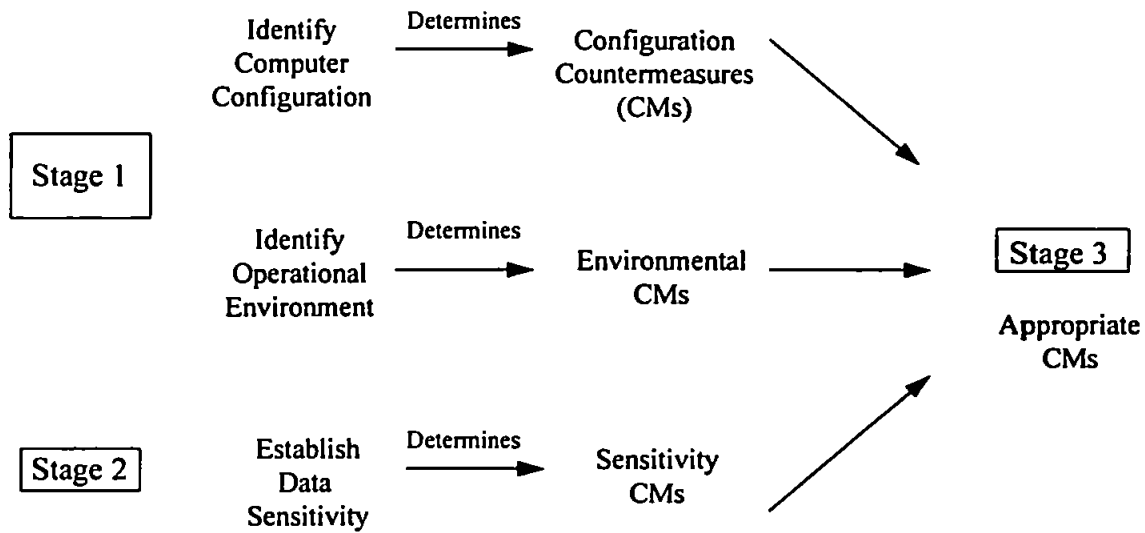 Identify
Computer
Configuration
Determines
Configuration
Countermeasures
(CMs)
Stage 1
Identify
Operational
Environment
Determines
Environmental
CMs
Stage 3
Appropriate
CMs
Stage 2
Establish
Data
Sensitivity
Determines
Sensitivity
CMs